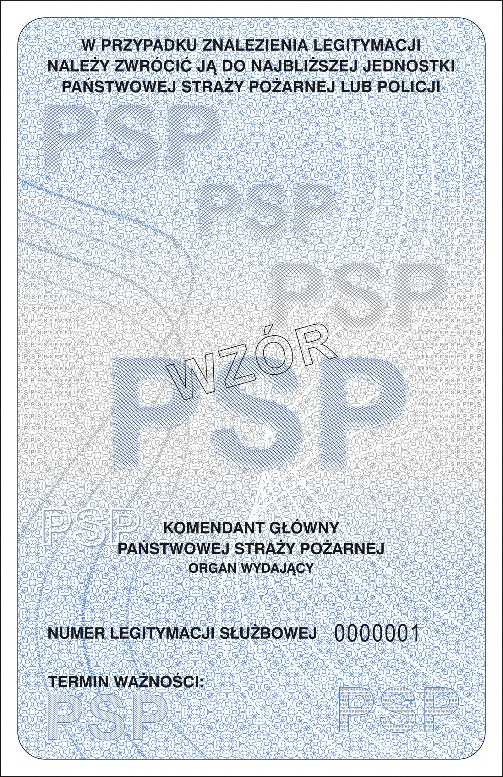 W PRZYPADKU ZNALEZIENIA LEGITYMACJI
NALEŻY ZWRÓCIĆ JĄ DO NAJBLIŻSZEJ JEDNOSTKI
PAŃSTWOWEJ STRAŻY POŻARNEJ LUB POLICJI
PSP
PSP
PSP
WZÓR
PSP
PSP
KOMENDANT GŁÓWNY
PAŃSTWOWEJ STRAŻY POŻARNEJ
ORGAN WYDAJĄCY
NUMER LEGITYMACJI SŁUŻBOWEJ 0000001
TERMIN WAŻNOŚCI:
PSP PSP